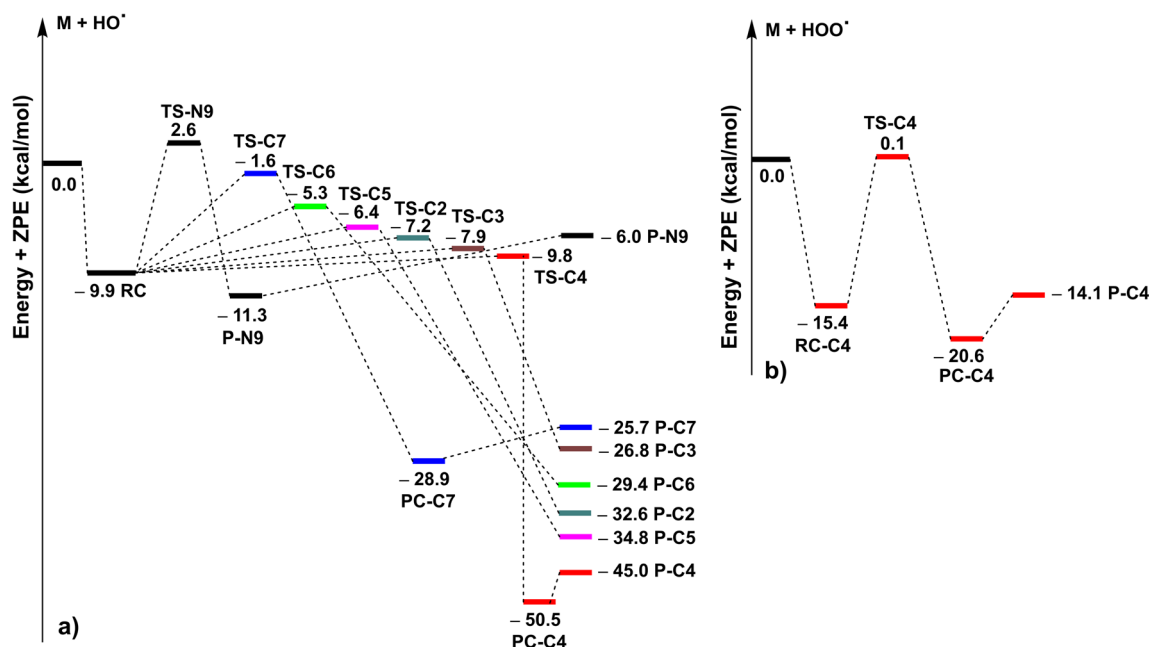 M + HO˙
Energy + ZPE (kcal/mol)
0.0
– 9.9 RC
TS-N9
2.6
– 11.3
P-N9
TS-C7
– 1.6
TS-C6
– 5.3
TS-C5
– 6.4
TS-C2
– 7.2
TS-C3
– 7.9
– 9.8
TS-C4
– 6.0 P-N9
– 28.9
PC-C7
– 25.7 P-C7
– 26.8 P-C3
– 29.4 P-C6
– 32.6 P-C2
– 34.8 P-C5
– 45.0 P-C4
– 50.5
PC-C4
a)
M + HOO˙
Energy + ZPE (kcal/mol)
0.0
– 15.4
RC-C4
TS-C4
0.1
– 20.6
PC-C4
– 14.1 P-C4
b)